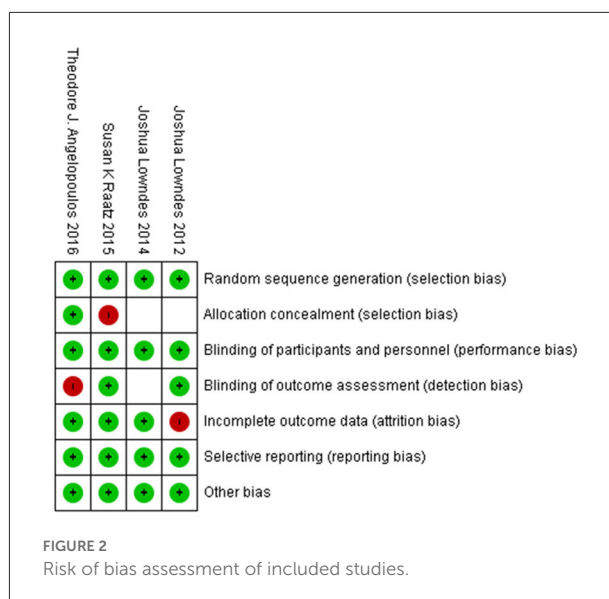 Theodore J. Angelopoulos 2016
Susan K Raatz 2015
Joshua Lowndes 2014
Joshua Lowndes 2012
+ + + + Random sequence generation (selection bias)
+ - Allocation concealment (selection bias)
+ + + + Blinding of participants and personnel (performance bias)
- + + Blinding of outcome assessment (detection bias)
+ + + - Incomplete outcome data (attrition bias)
+ + + + Selective reporting (reporting bias)
+ + + + Other bias
FIGURE 2
Risk of bias assessment of included studies.